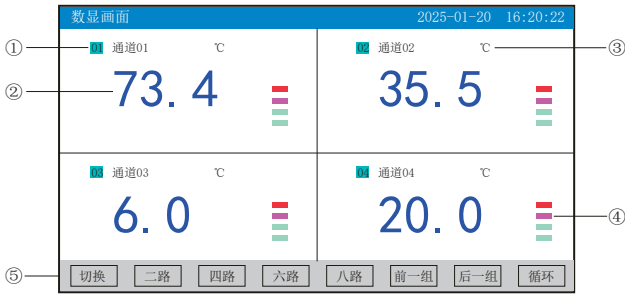 数显画面 2025-01-20 16:20:22
① 01 通道01 ℃ 02 通道02 ℃ ③
② 73.4 35.5
03 通道03 ℃ 04 通道04 ℃
6.0 20.0 ④
⑤ 切换 二路 四路 六路 八路 前一组 后一组 循环